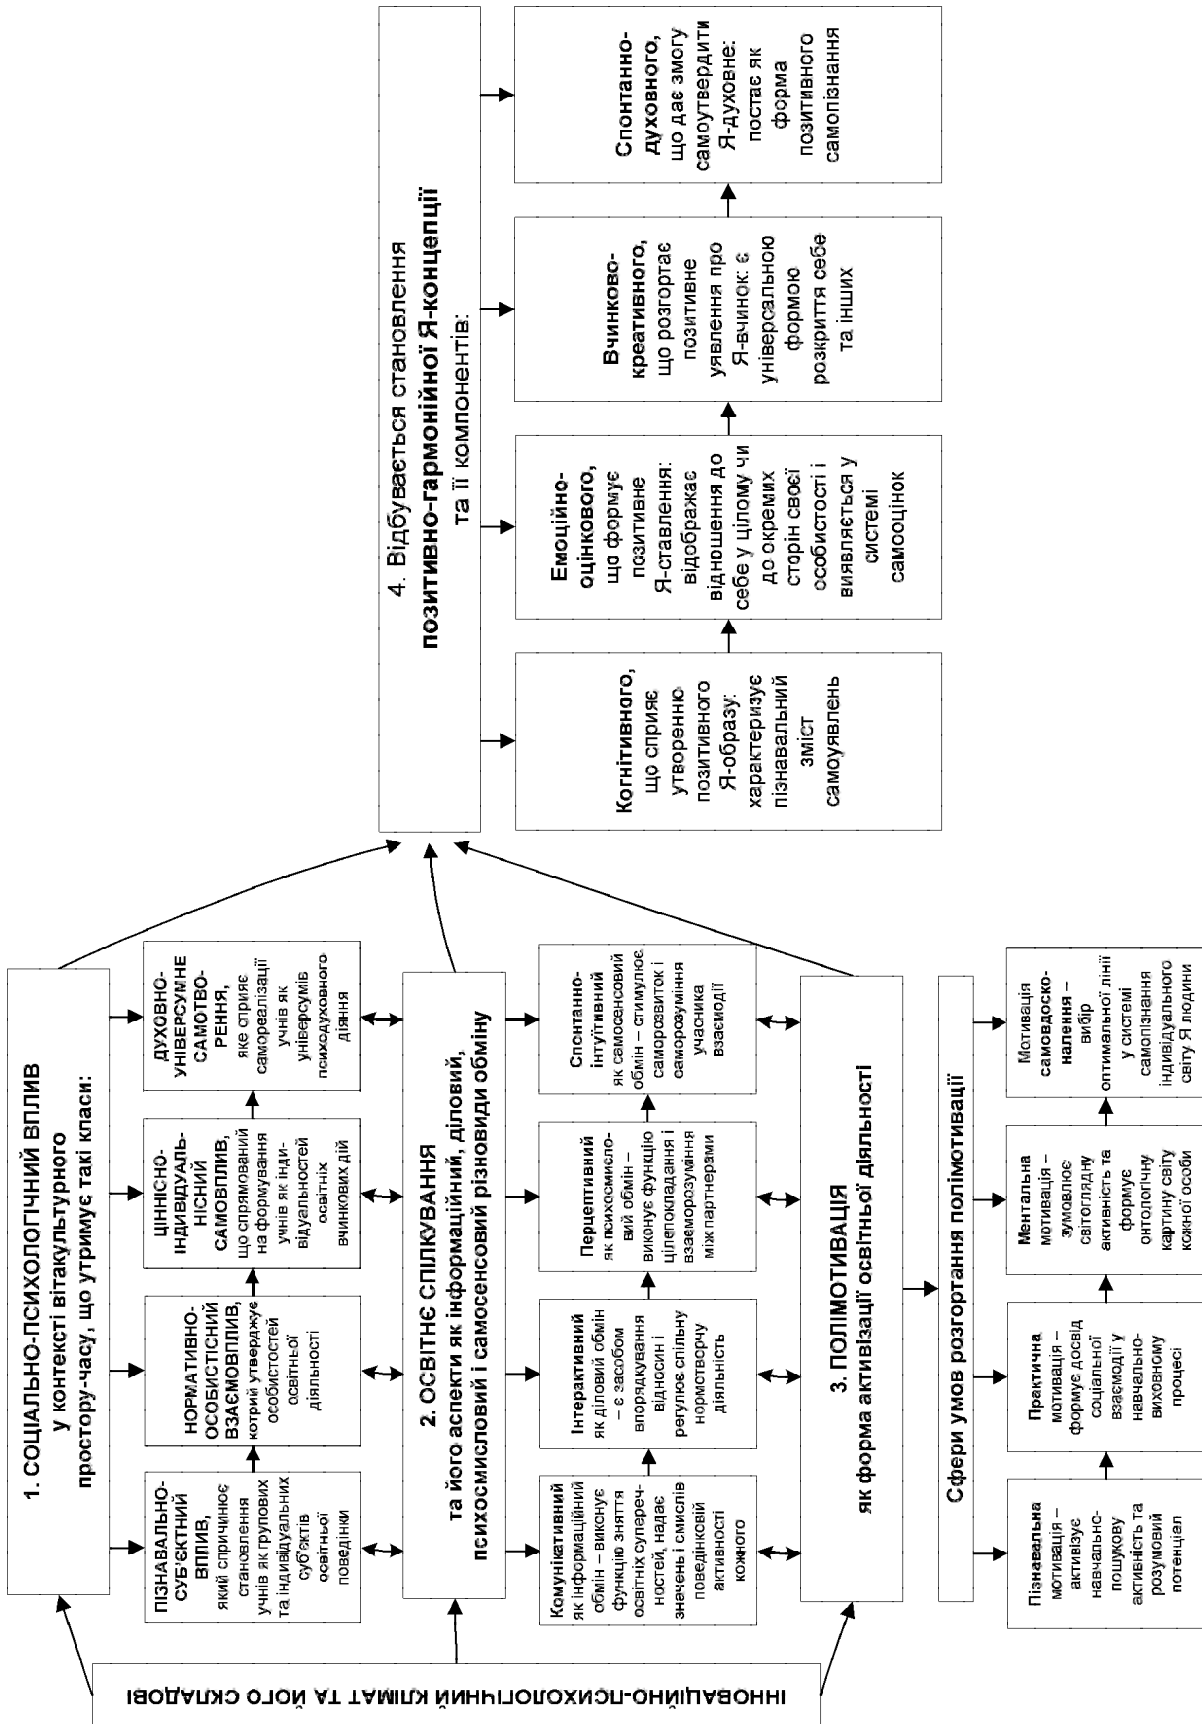 ІННОВАЦІЙНО-ПСИХОЛОГІЧНИЙ КЛІМАТ ТА ЙОГО СКЛАДОВІ
1. СОЦІАЛЬНО-ПСИХОЛОГІЧНИЙ ВПЛИВ
у контексті вітакультурного
простору-часу, що утримує такі класи:
ПІЗНАВАЛЬНО-
СУБ'ЄКТНИЙ
ВПЛИВ,
який спричинює
становлення
учнів як групових
та індивідуальних
суб'єктів
освітньої
поведінки
НОРМАТИВНО-
ОСОБИСТІСНИЙ
ВЗАЄМОВПЛИВ,
котрий утверджує
особистостей
освітньої
діяльності
ЦІННІСНО-
ІНДИВІДУАЛЬ-
НІСНИЙ
САМОВПЛИВ,
що спрямований
на формування
учнів як інди-
відуальностей
освітніх
вчинкових дій
ДУХОВНО-
УНІВЕРСУМНЕ
САМОТВО-
РЕННЯ,
яке сприяє
самореалізації
учнів як
універсумів
психодуховного
діяння
2. ОСВІТНЄ СПІЛКУВАННЯ
та його аспекти як інформаційний, діловий,
психосмисловий і самосенсовий різновиди обміну
Комунікативний
як інформаційний
обмін – виконує
функцію зняття
освітніх супереч-
ностей, надає
значень і смислів
поведінковій
активності
кожного
Інтерактивний
як діловий обмін
– є засобом
впорядкування
відносин і
регулює спільну
нормотворчу
діяльність
Перцептивний
як психосмисло-
вий обмін –
виконує функцію
цілепокладання і
взаєморозуміння
між партнерами
Спонтанно-
інтуїтивний
як самосенсовий
обмін – стимулює
саморозвиток і
саморозуміння
учасника
взаємодії
3. ПОЛІМОТИВАЦІЯ
як форма активізації освітньої діяльності
Сфери умов розгортання полімотивації
Пізнавальна
мотивація –
активізує
навчально-
пошукову
активність та
розумовий
потенціал
Практична
мотивація –
формує досвід
соціальної
взаємодії у
навчально-
виховному
процесі
Ментальна
мотивація –
зумовлює
світоглядну
активність та
формує
онтологічну
картину світу
кожної особи
Мотивація
самовдоско-
налення –
вибір
оптимальної лінії
у системі
самопізнання
індивідуального
світу Я людини
4. Відбувається становлення
позитивно-гармонійної Я-концепції
та її компонентів:
Когнітивного,
що сприяє
утворенню
позитивного
Я-образу:
характеризує
пізнавальний
зміст
самоуявлень
Емоційно-
оцінкового,
що формує
позитивне
Я-ставлення:
відображає
відношення до
себе у цілому чи
до окремих
сторін своєї
особистості і
виявляється у
системі
самооцінок
Вчинково-
креативного,
що розгортає
позитивне
уявлення про
Я-вчинок: є
універсальною
формою
розкриття себе
та інших
Спонтанно-
духовного,
що дає змогу
самоутвердити
Я-духовне:
постає як
форма
позитивного
самопізнання